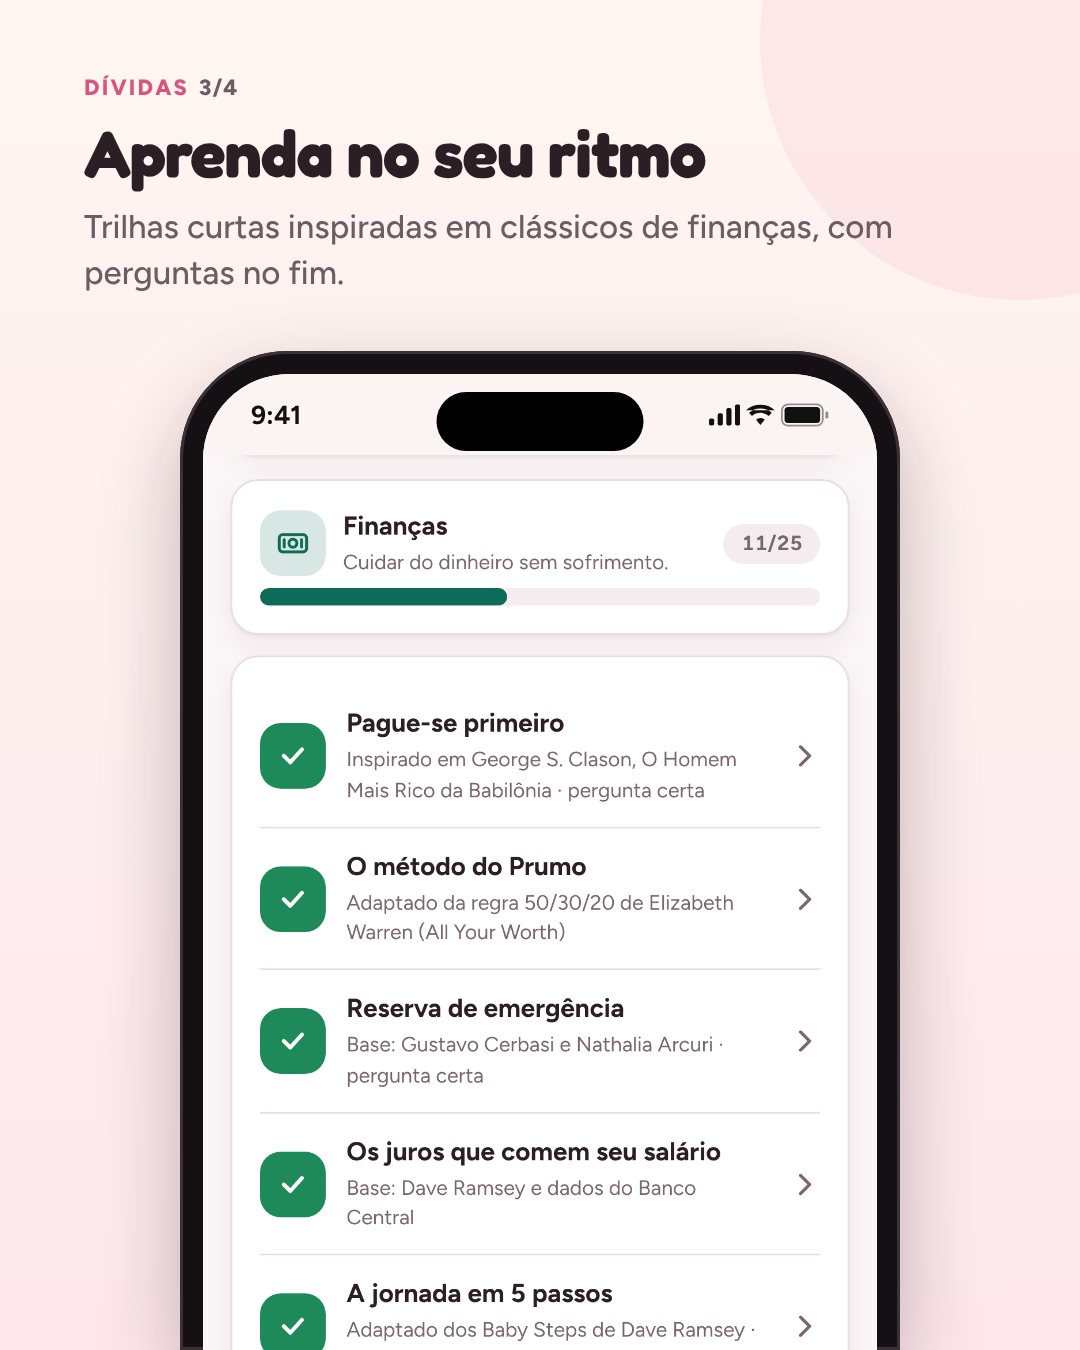 DÍVIDAS 3/4
Aprenda no seu ritmo
Trilhas curtas inspiradas em clássicos de finanças, com
perguntas no fim.
9:41
Finanças
Cuidar do dinheiro sem sofrimento.
11/25
Pague-se primeiro
Inspirado em George S. Clason, O Homem
Mais Rico da Babilônia · pergunta certa
O método do Prumo
Adaptado da regra 50/30/20 de Elizabeth
Warren (All Your Worth)
Reserva de emergência
Base: Gustavo Cerbasi e Nathalia Arcuri ·
pergunta certa
Os juros que comem seu salário
Base: Dave Ramsey e dados do Banco
Central
A jornada em 5 passos
Adaptado dos Baby Steps de Dave Ramsey ·